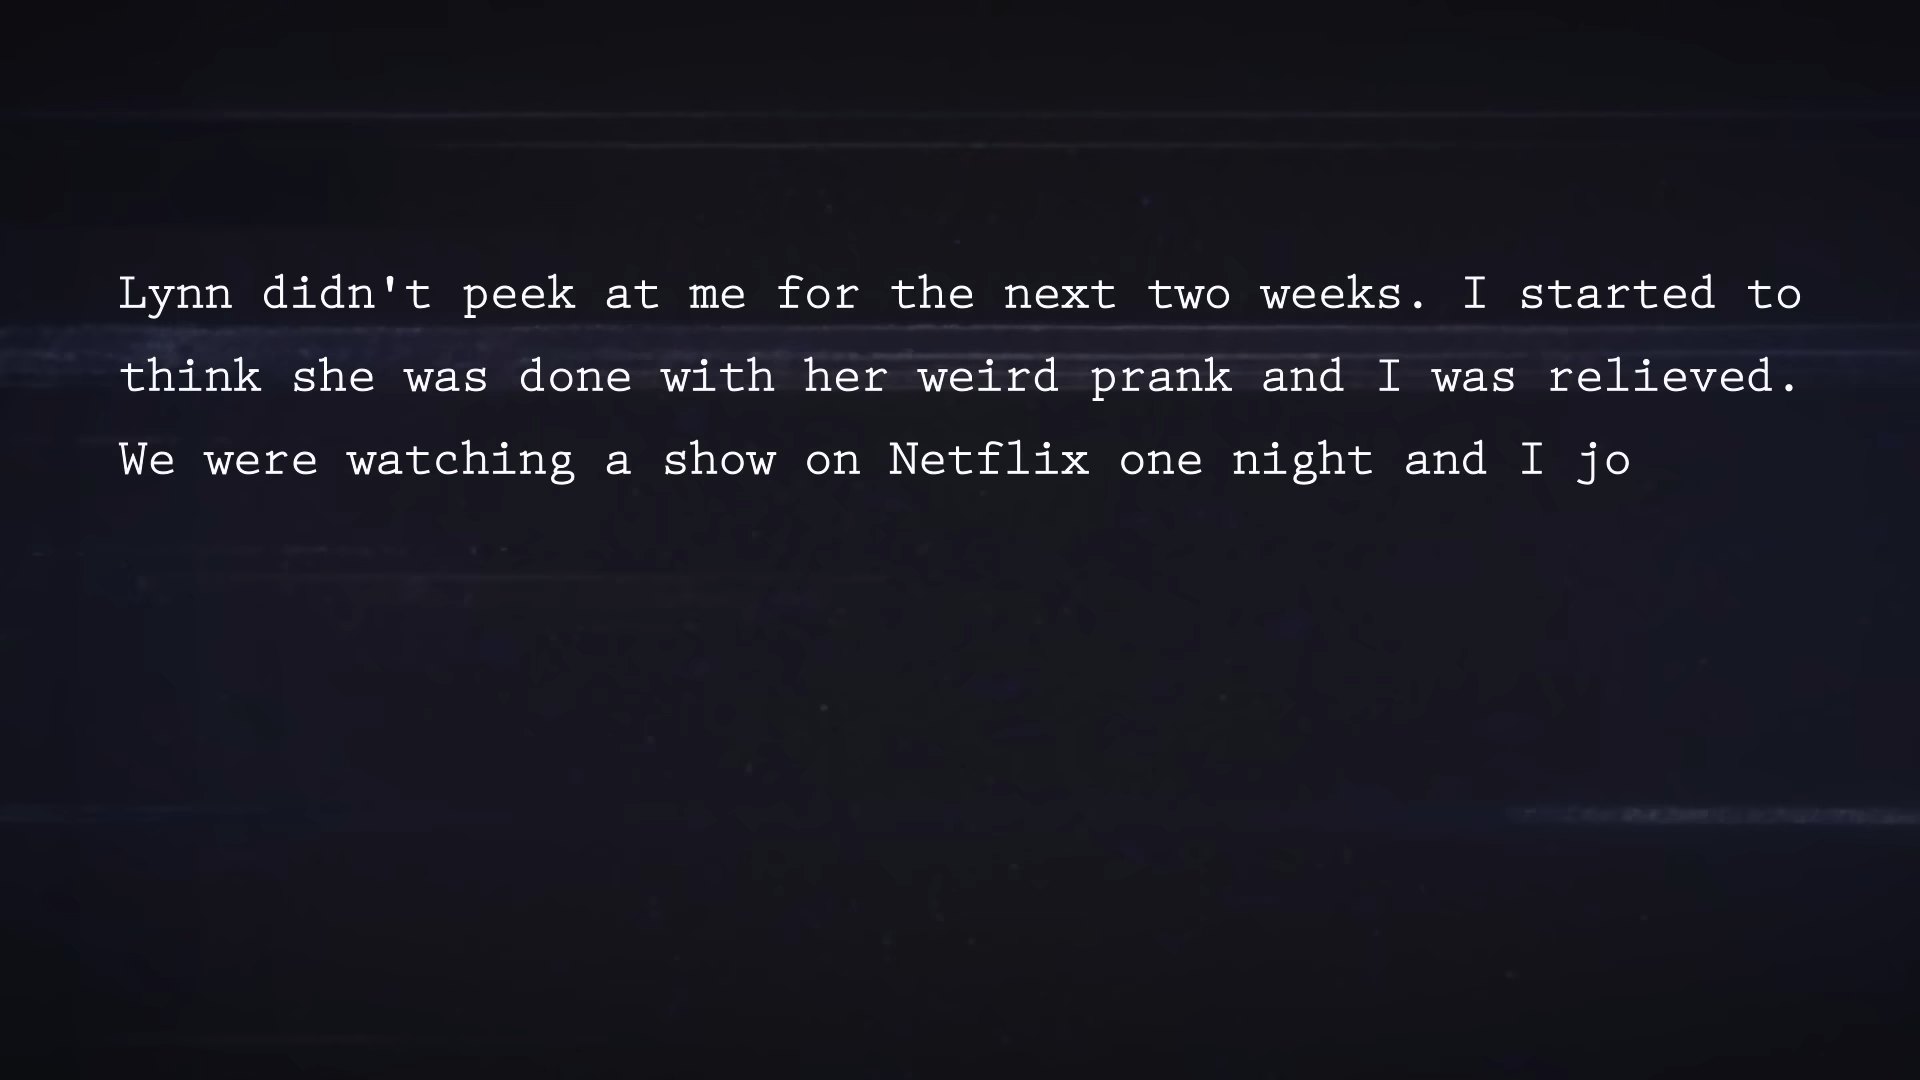 Lynn didn't peek at me for the next two weeks. I started to
think she was done with her weird prank and I was relieved.
We were watching a show on Netflix one night and I jo